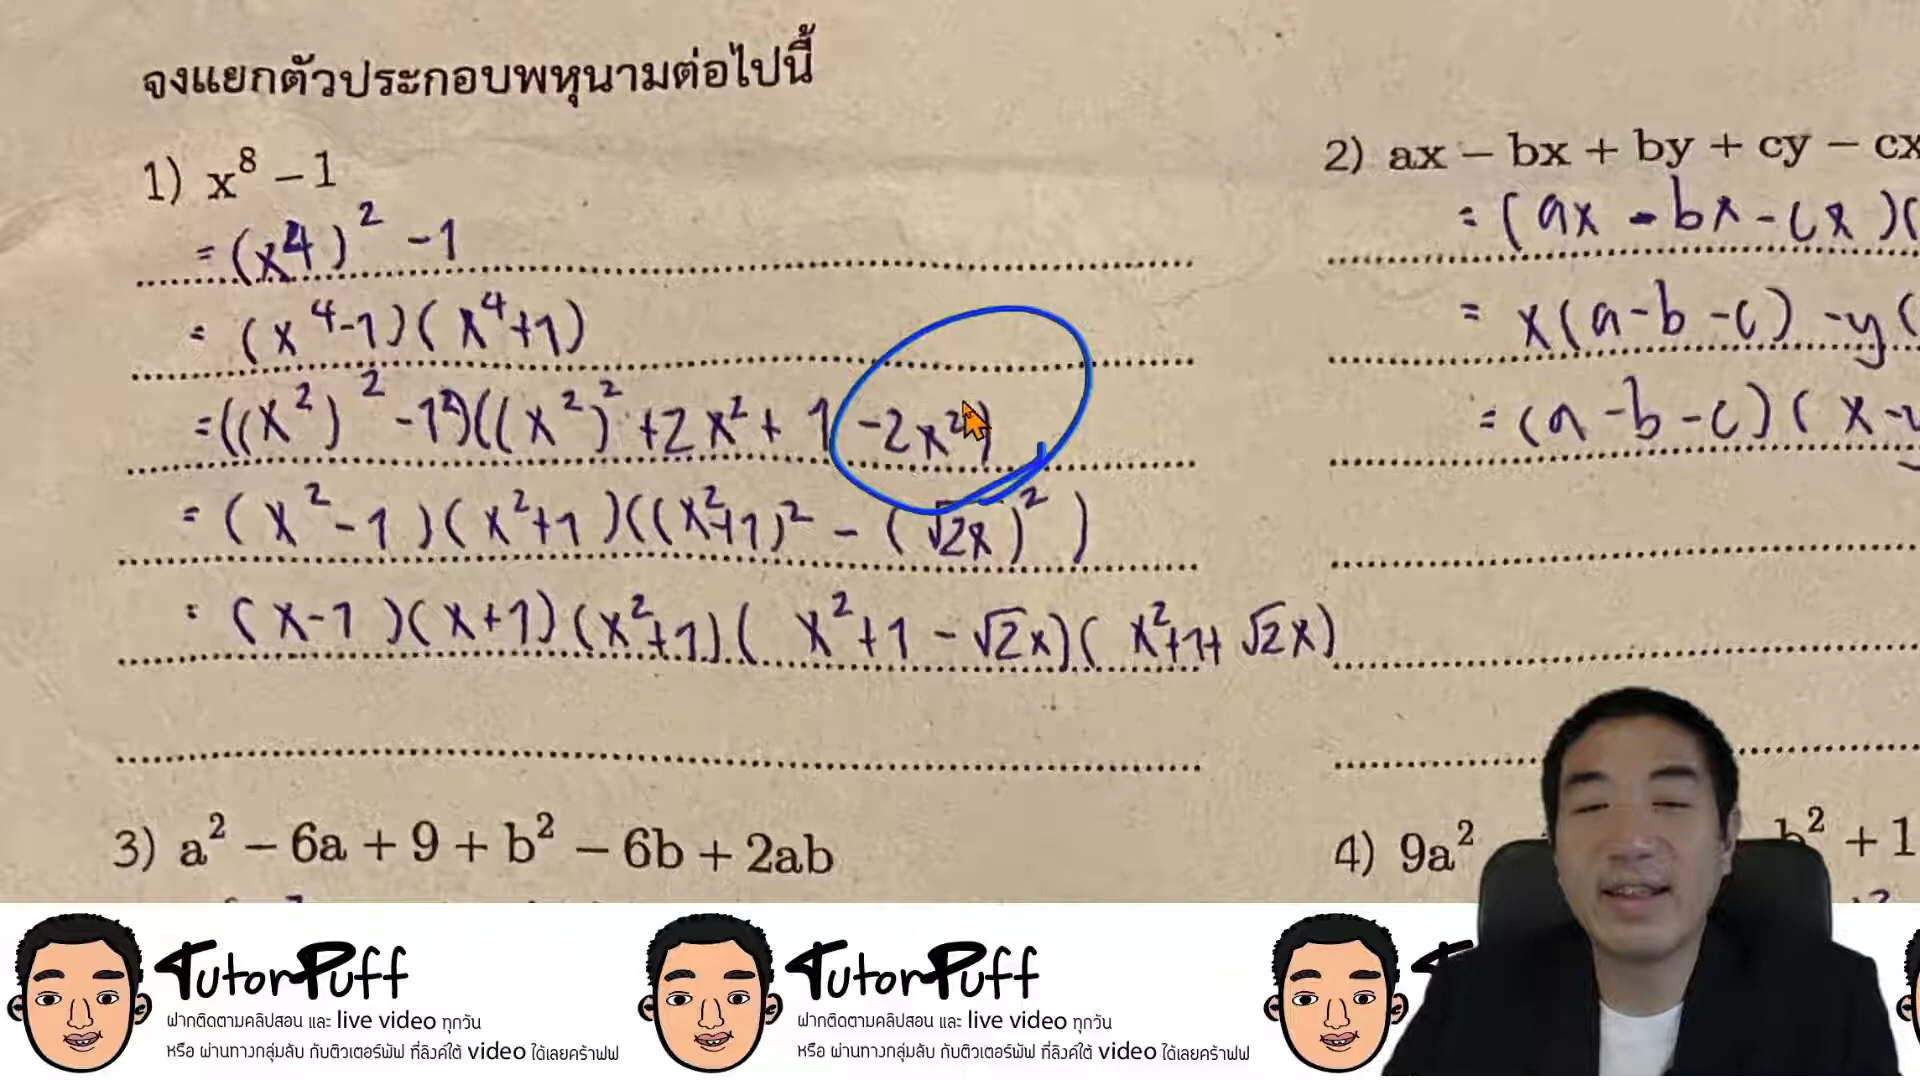 จงแยกตัวประกอบพหุนามต่อไปนี้
1) x⁸ − 1
= (x⁴)² − 1
= (x⁴−1)(x⁴+1)
= ((x²)² − 1²)((x²)² + 2x² + 1 − 2x²)
= (x² − 1)(x² + 1)((x²+1)² − (√2x)²)
= (x−1)(x+1)(x²+1)(x²+1 − √2x)(x²+1+ √2x)
2) ax − bx + by + cy − cx
= (ax − bx − cx)(
= x(a−b−c) −y(
= (a−b−c)(x−y
3) a² − 6a + 9 + b² − 6b + 2ab
4) 9a² b² + 1
TutorPuff
ฝากติดตามคลิปสอน และ live video ทุกวัน
หรือ ผ่านทางกลุ่มลับ กับติวเตอร์พัฟ ที่ลิงค์ใต้ video ได้เลยคร้าฟฟ
TutorPuff
ฝากติดตามคลิปสอน และ live video ทุกวัน
หรือ ผ่านทางกลุ่มลับ กับติวเตอร์พัฟ ที่ลิงค์ใต้ video ได้เลยคร้าฟฟ